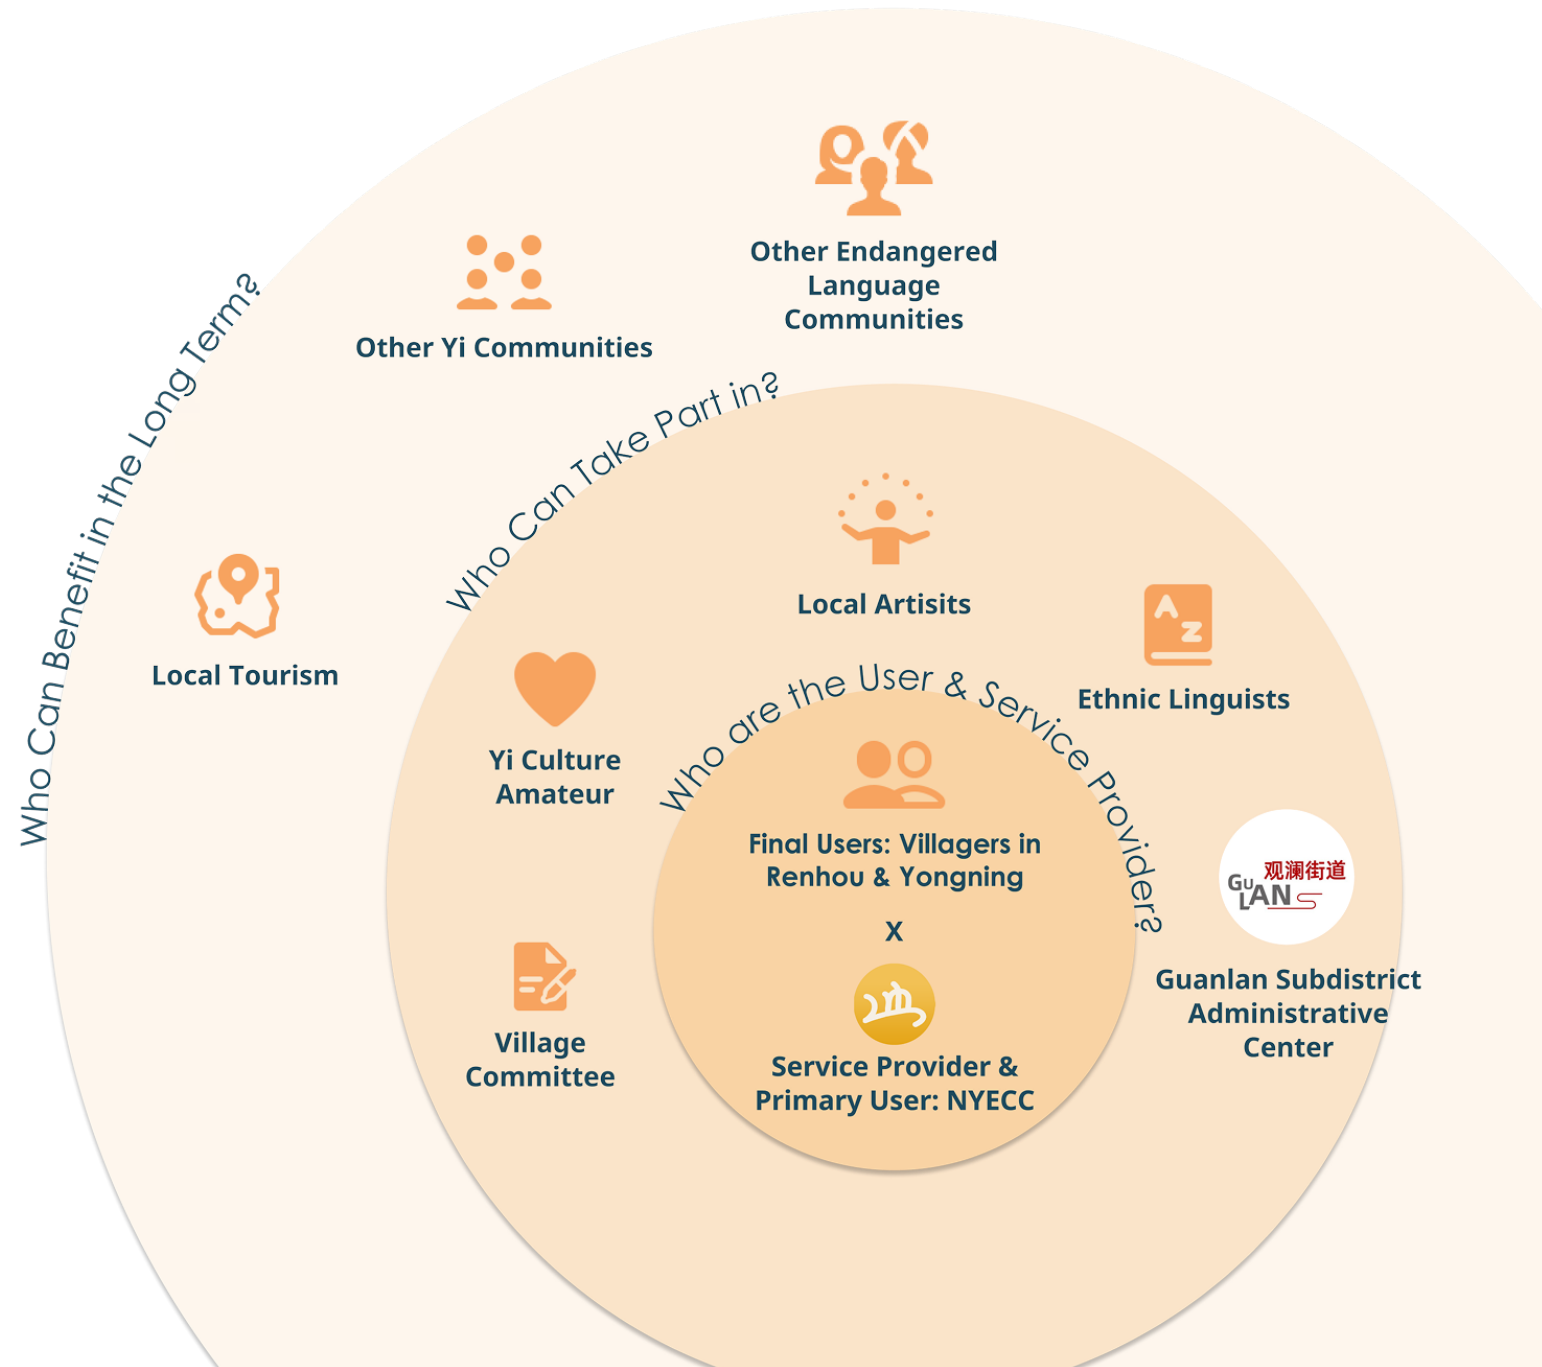 Who Can Benefit in the Long Term?
Other Endangered
Language
Communities
Other Yi Communities
Local Tourism
Who Can Take Part in?
Local Artisits
Ethnic Linguists
Yi Culture
Amateur
Village
Committee
观澜街道
GU
LAN
Guanlan Subdistrict
Administrative
Center
Who are the User & Service Provider?
Final Users: Villagers in
Renhou & Yongning
X
Service Provider &
Primary User: NYECC